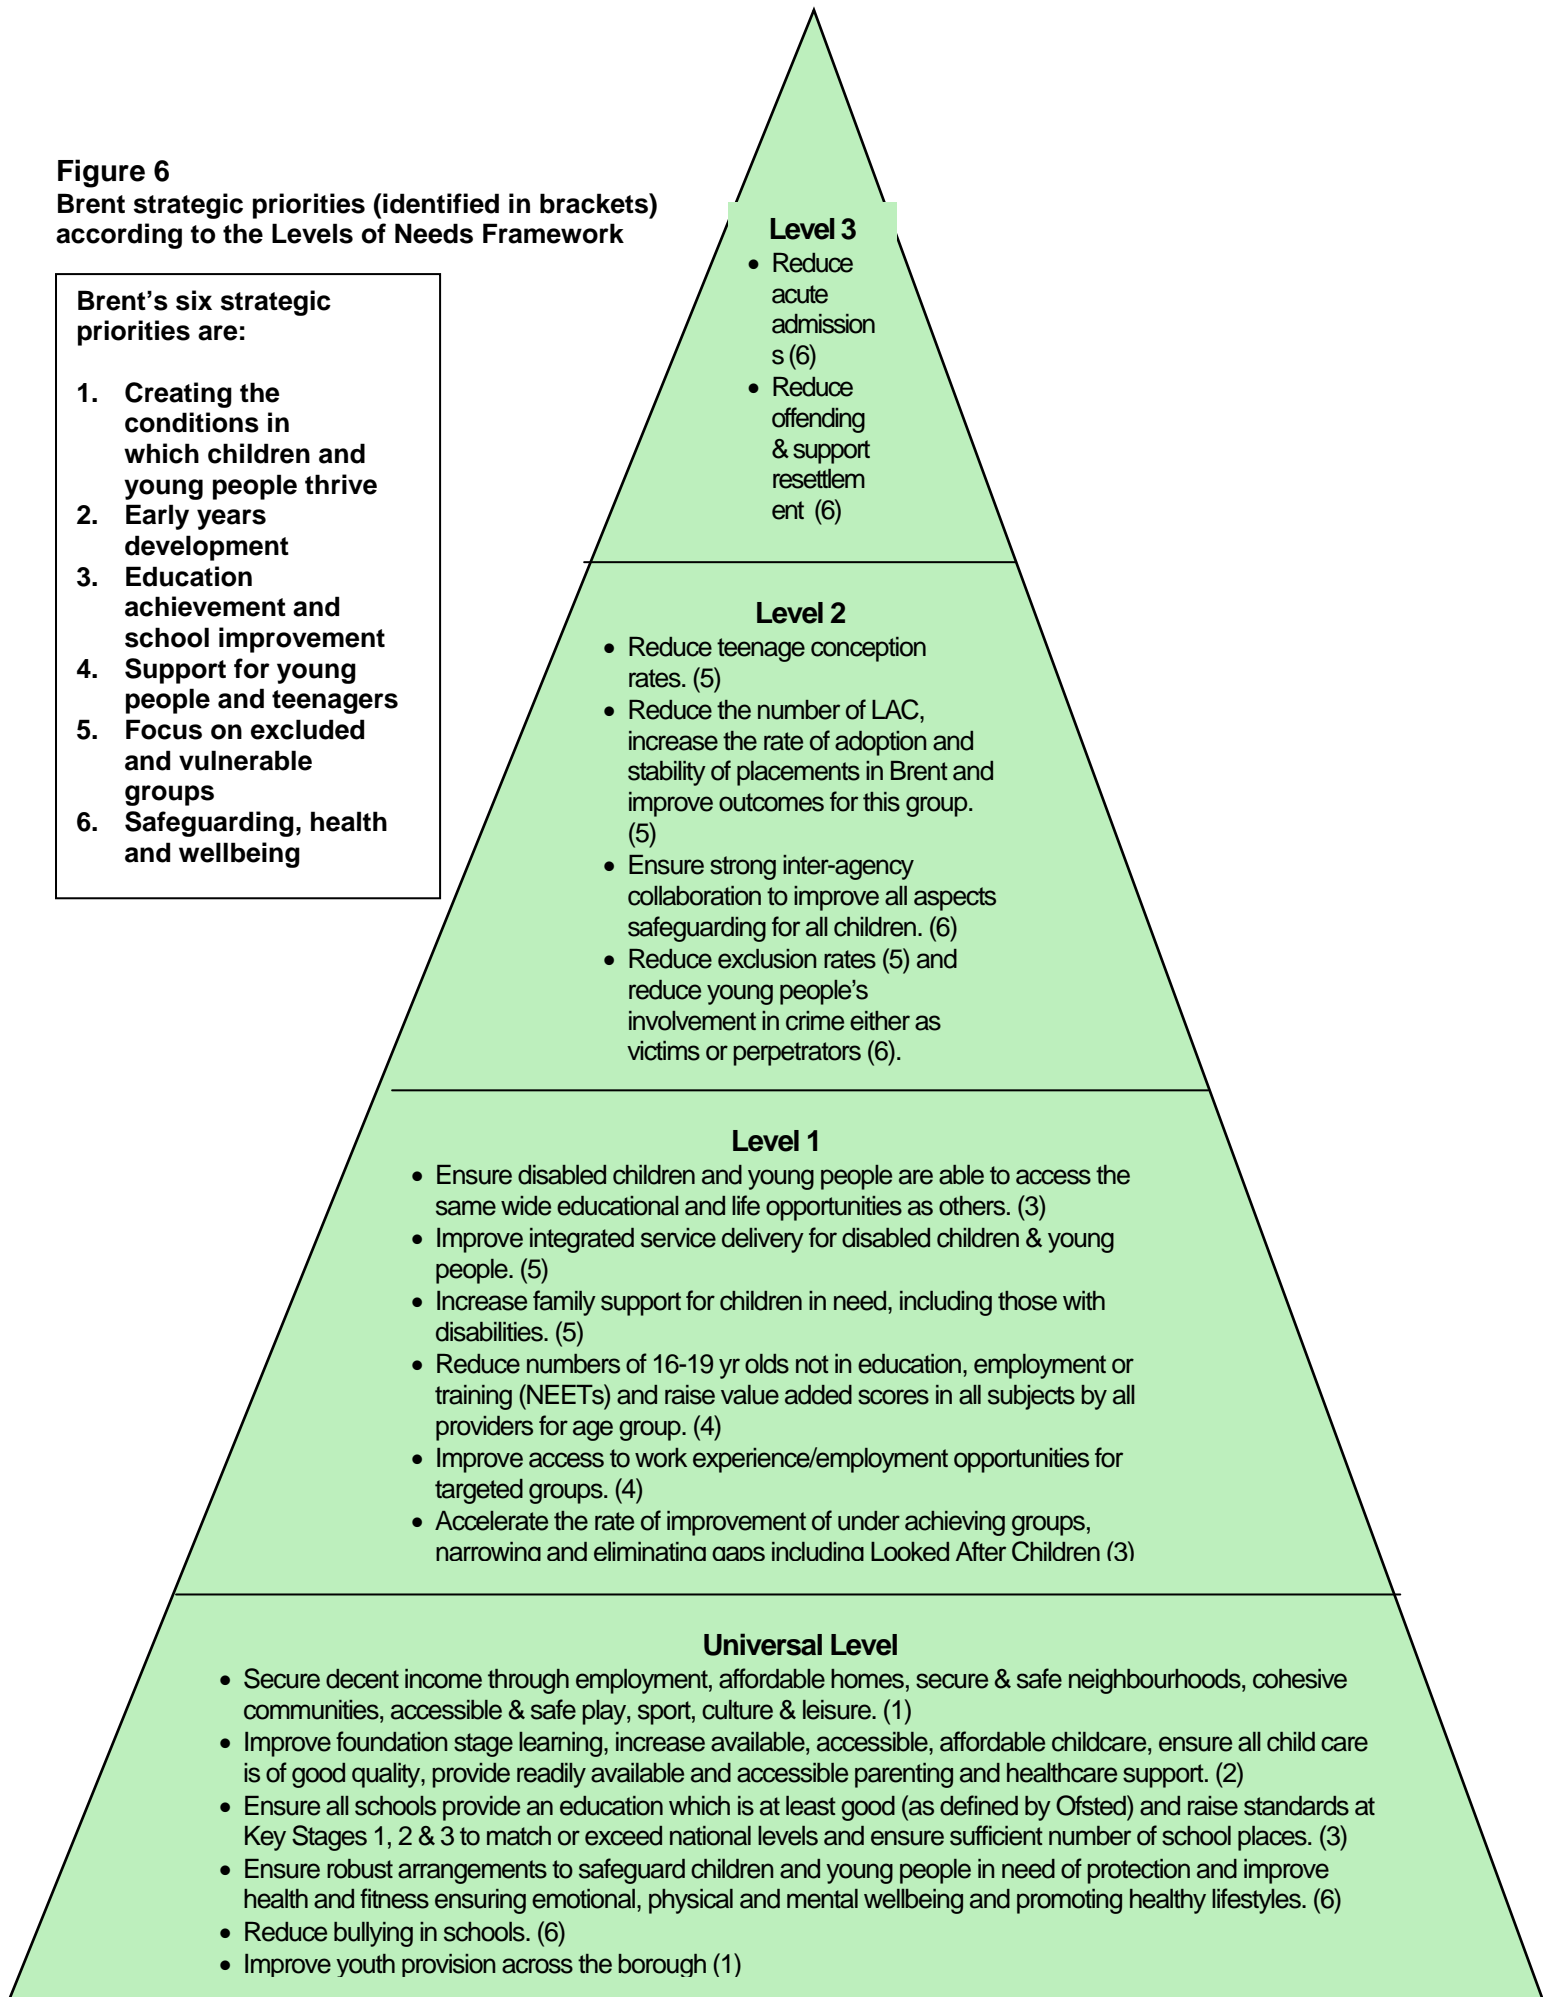 Figure 6
Brent strategic priorities (identified in brackets)
according to the Levels of Needs Framework
Brent’s six strategic
priorities are:
1. Creating the
conditions in
which children and
young people thrive
2. Early years
development
3. Education
achievement and
school improvement
4. Support for young
people and teenagers
5. Focus on excluded
and vulnerable
groups
6. Safeguarding, health
and wellbeing
Level 3
• Reduce
acute
admission
s (6)
• Reduce
offending
& support
resettlem
ent (6)
Level 2
• Reduce teenage conception
rates. (5)
• Reduce the number of LAC,
increase the rate of adoption and
stability of placements in Brent and
improve outcomes for this group.
(5)
• Ensure strong inter-agency
collaboration to improve all aspects
safeguarding for all children. (6)
• Reduce exclusion rates (5) and
reduce young people’s
involvement in crime either as
victims or perpetrators (6).
Level 1
• Ensure disabled children and young people are able to access the
same wide educational and life opportunities as others. (3)
• Improve integrated service delivery for disabled children & young
people. (5)
• Increase family support for children in need, including those with
disabilities. (5)
• Reduce numbers of 16-19 yr olds not in education, employment or
training (NEETs) and raise value added scores in all subjects by all
providers for age group. (4)
• Improve access to work experience/employment opportunities for
targeted groups. (4)
• Accelerate the rate of improvement of under achieving groups,
narrowing and eliminating gaps including Looked After Children (3)
Universal Level
• Secure decent income through employment, affordable homes, secure & safe neighbourhoods, cohesive
communities, accessible & safe play, sport, culture & leisure. (1)
• Improve foundation stage learning, increase available, accessible, affordable childcare, ensure all child care
is of good quality, provide readily available and accessible parenting and healthcare support. (2)
• Ensure all schools provide an education which is at least good (as defined by Ofsted) and raise standards at
Key Stages 1, 2 & 3 to match or exceed national levels and ensure sufficient number of school places. (3)
• Ensure robust arrangements to safeguard children and young people in need of protection and improve
health and fitness ensuring emotional, physical and mental wellbeing and promoting healthy lifestyles. (6)
• Reduce bullying in schools. (6)
• Improve youth provision across the borough (1)